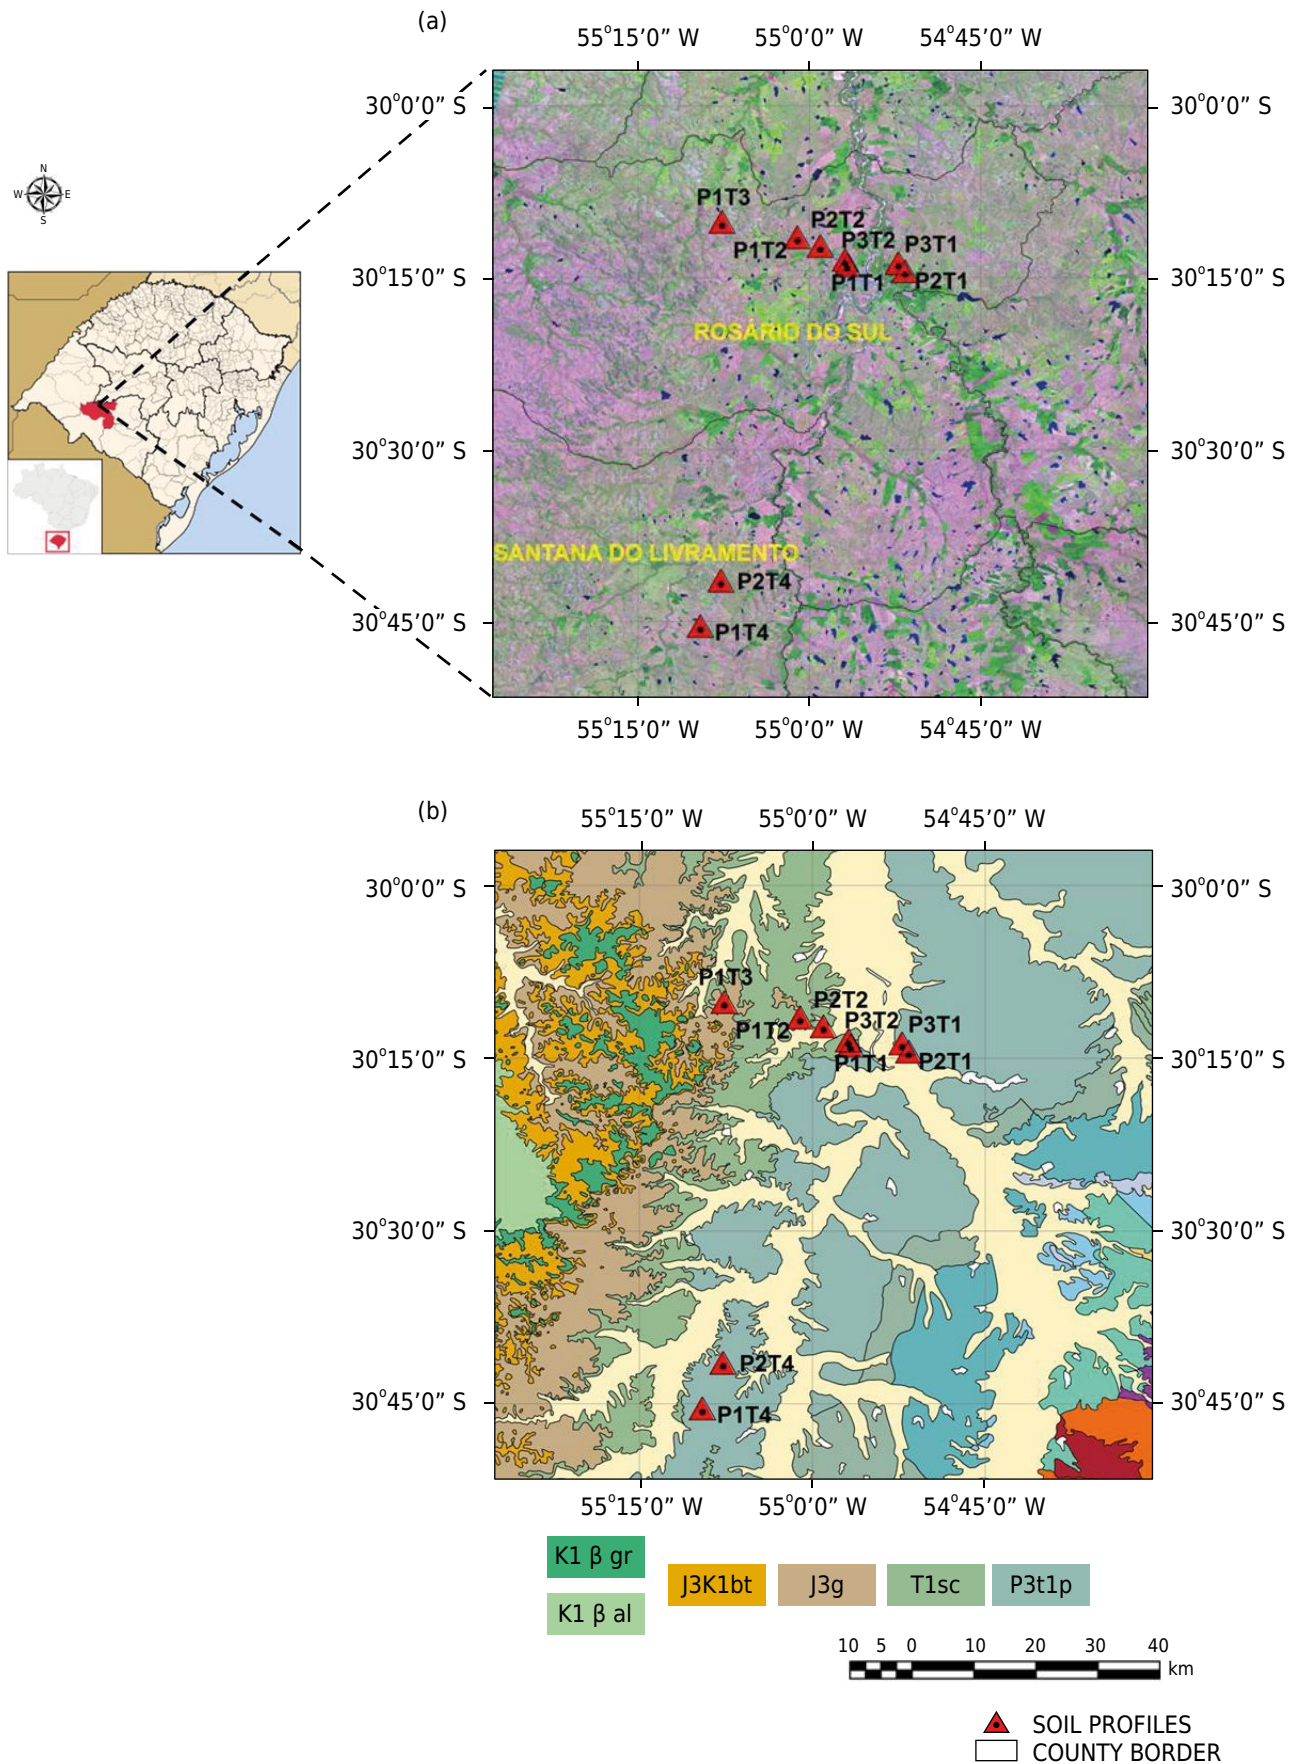 (a)
55°15’0” W 55°0’0” W 54°45’0” W
30°0’0” S 30°0’0” S
N
W E
S
P1T3
P2T2
P1T2 P3T2 P3T1
30°15’0” S P1T1 P2T1 30°15’0” S
ROSÁRIO DO SUL
30°30’0” S 30°30’0” S
SANTANA DO LIVRAMENTO
P2T4
30°45’0” S P1T4 30°45’0” S
55°15’0” W 55°0’0” W 54°45’0” W
(b)
55°15’0” W 55°0’0” W 54°45’0” W
30°0’0” S 30°0’0” S
P1T3
P2T2
P1T2 P3T2 P3T1
30°15’0” S P1T1 P2T1 30°15’0” S
30°30’0” S 30°30’0” S
P2T4
30°45’0” S P1T4 30°45’0” S
55°15’0” W 55°0’0” W 54°45’0” W
K1 β gr
J3K1bt J3g T1sc P3t1p
K1 β al
10 5 0 10 20 30 40
km
SOIL PROFILES
COUNTY BORDER